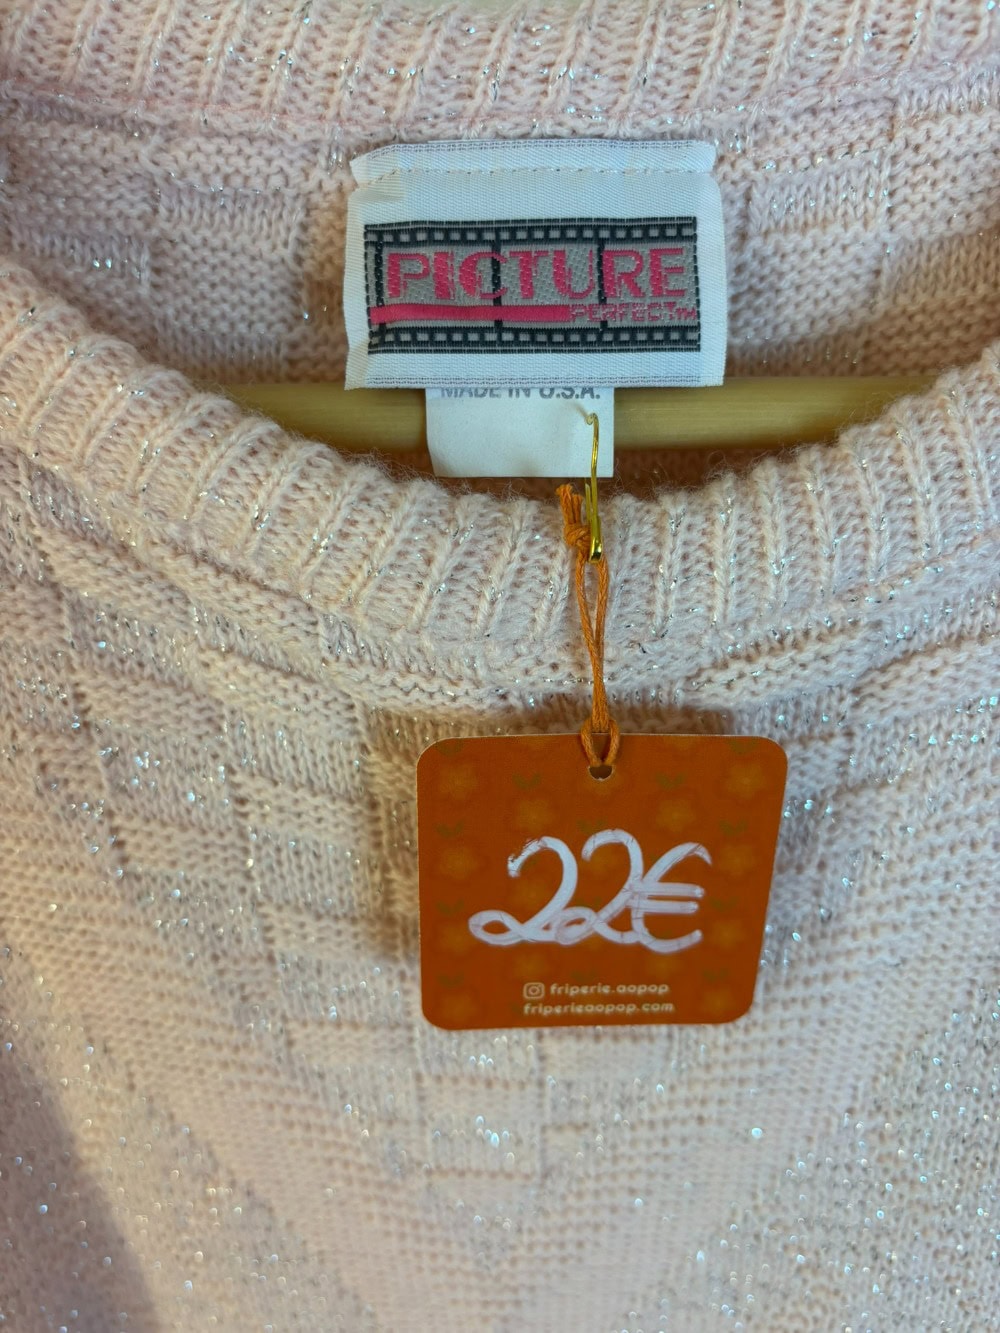 PICTURE
PERFECT™
MADE IN U.S.A.
22€
friperie.aopop
friperieaopop.com